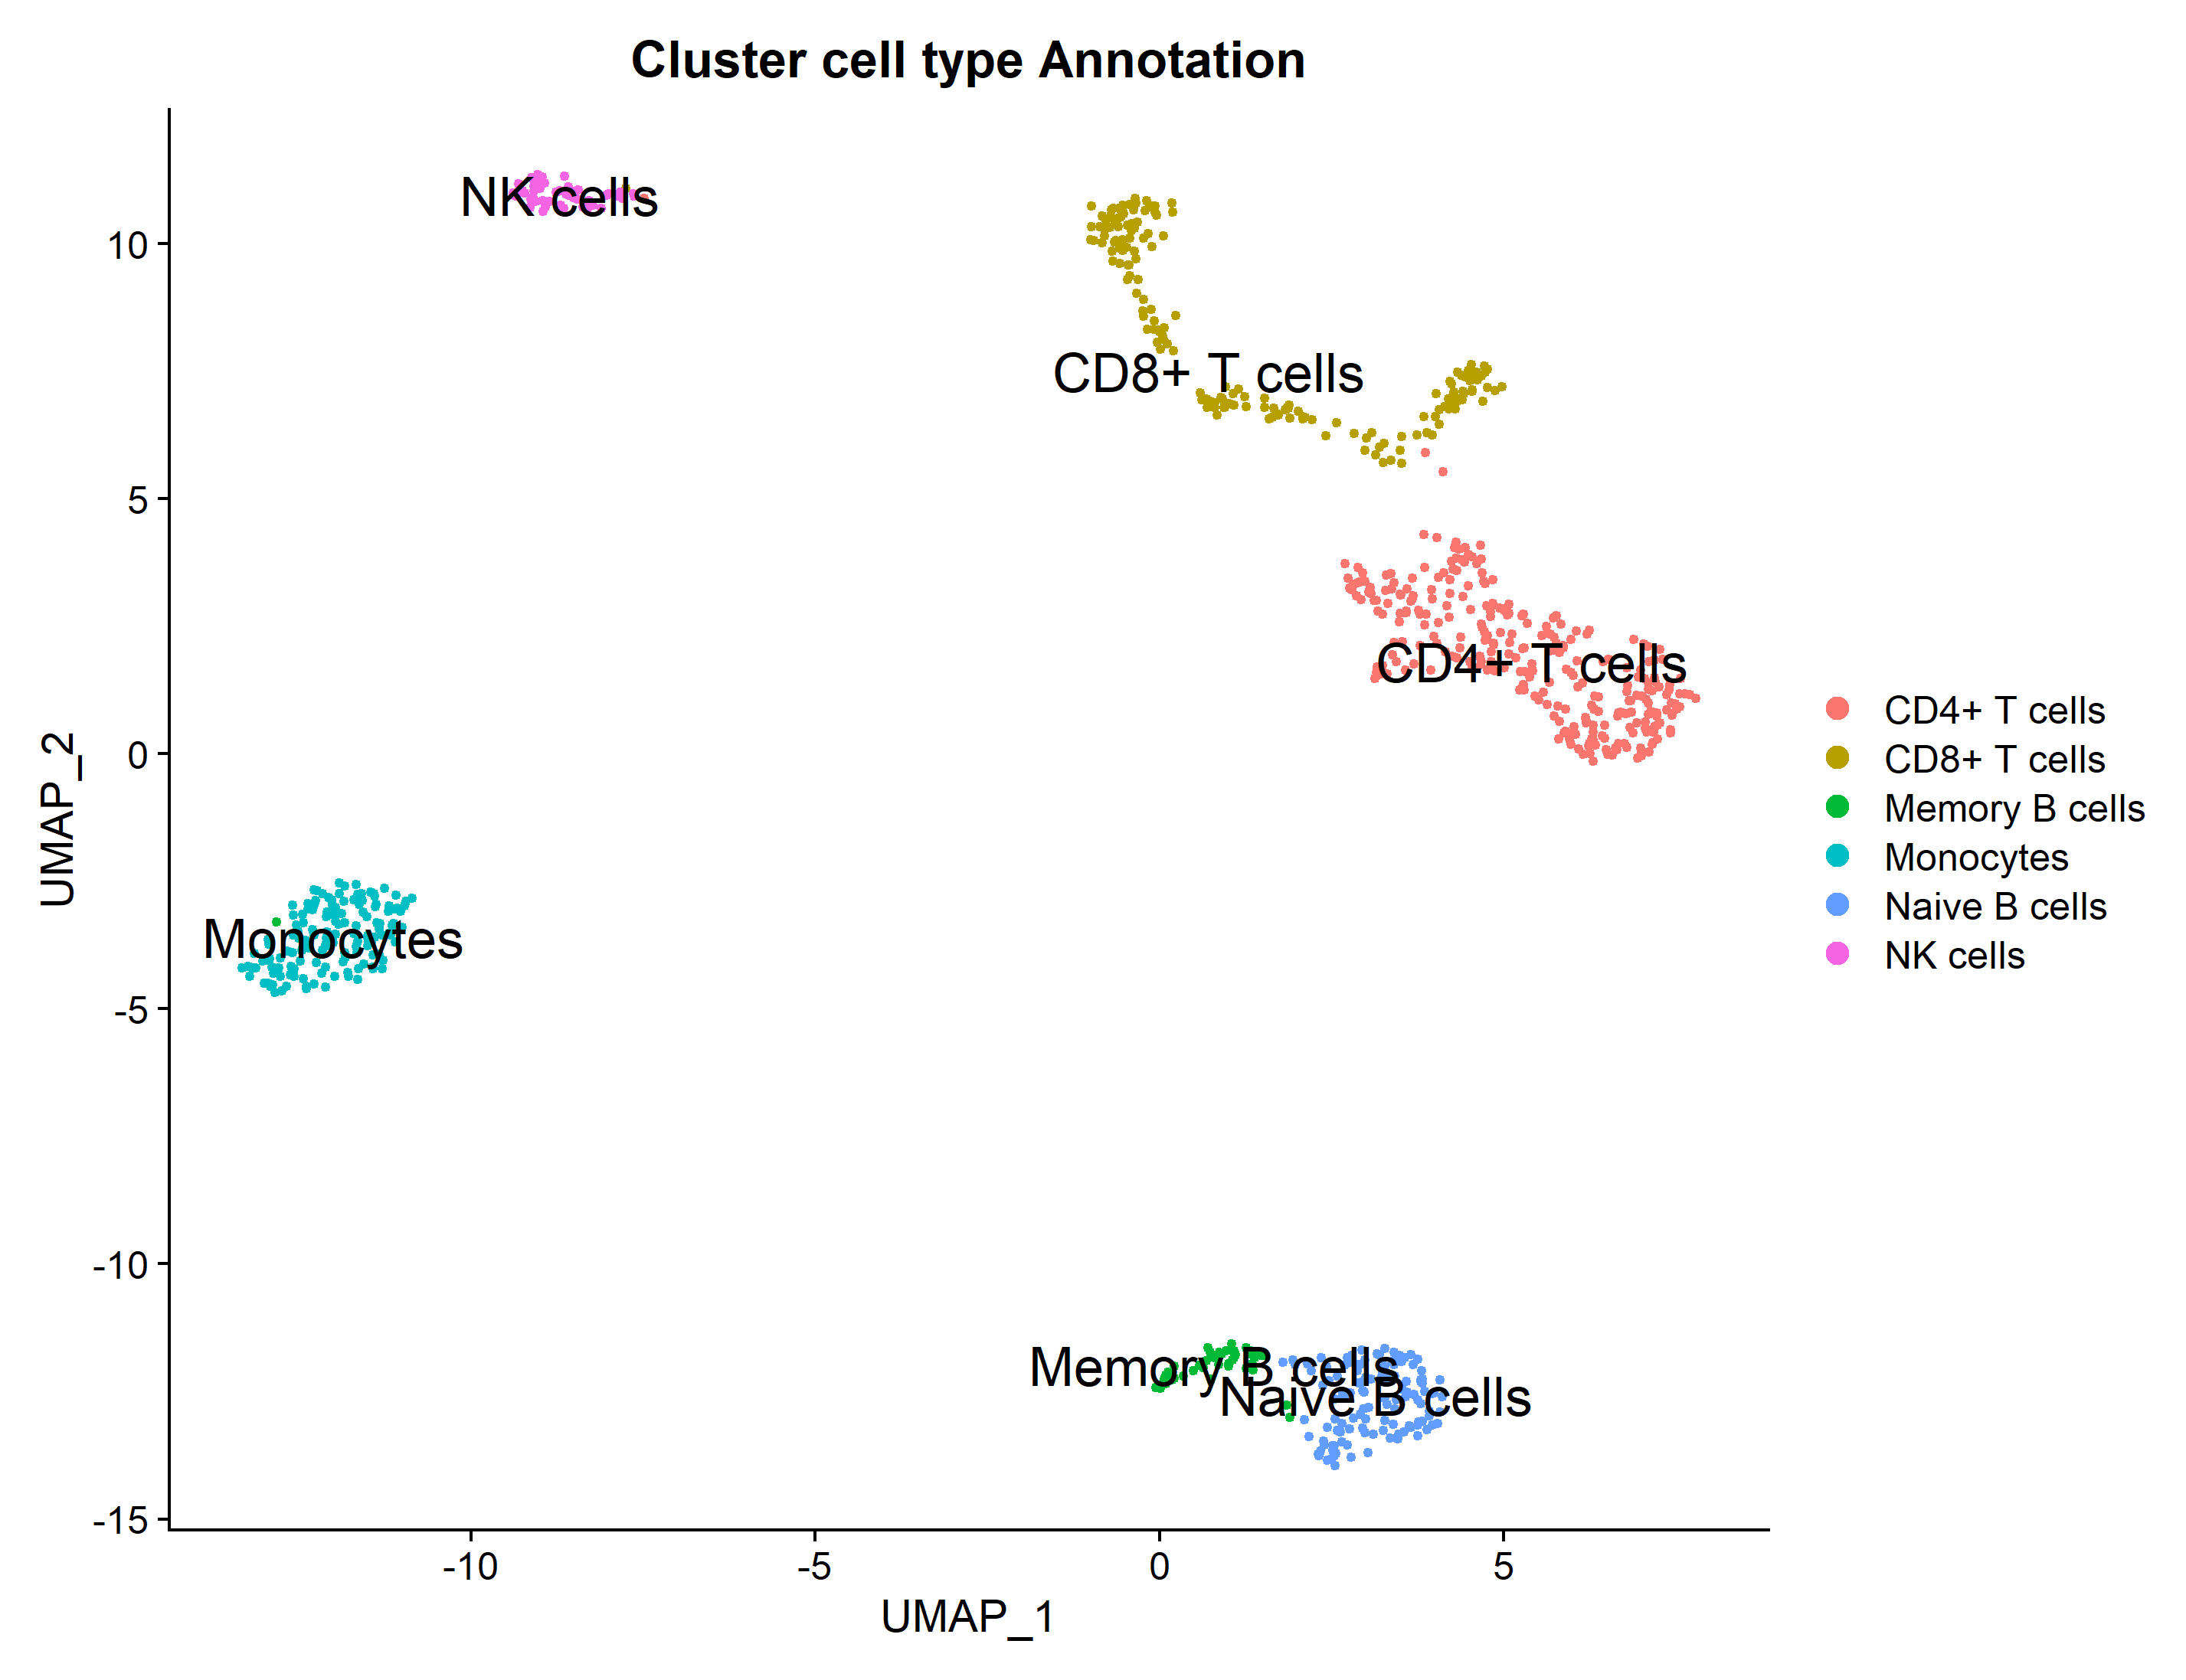 Cluster cell type Annotation
NK cells
CD8+ T cells
CD4+ T cells
Monocytes
Memory B cells
Naive B cells
10
5
0
-5
-10
-15
UMAP_2
-10
-5
0
5
UMAP_1
CD4+ T cells
CD8+ T cells
Memory B cells
Monocytes
Naive B cells
NK cells